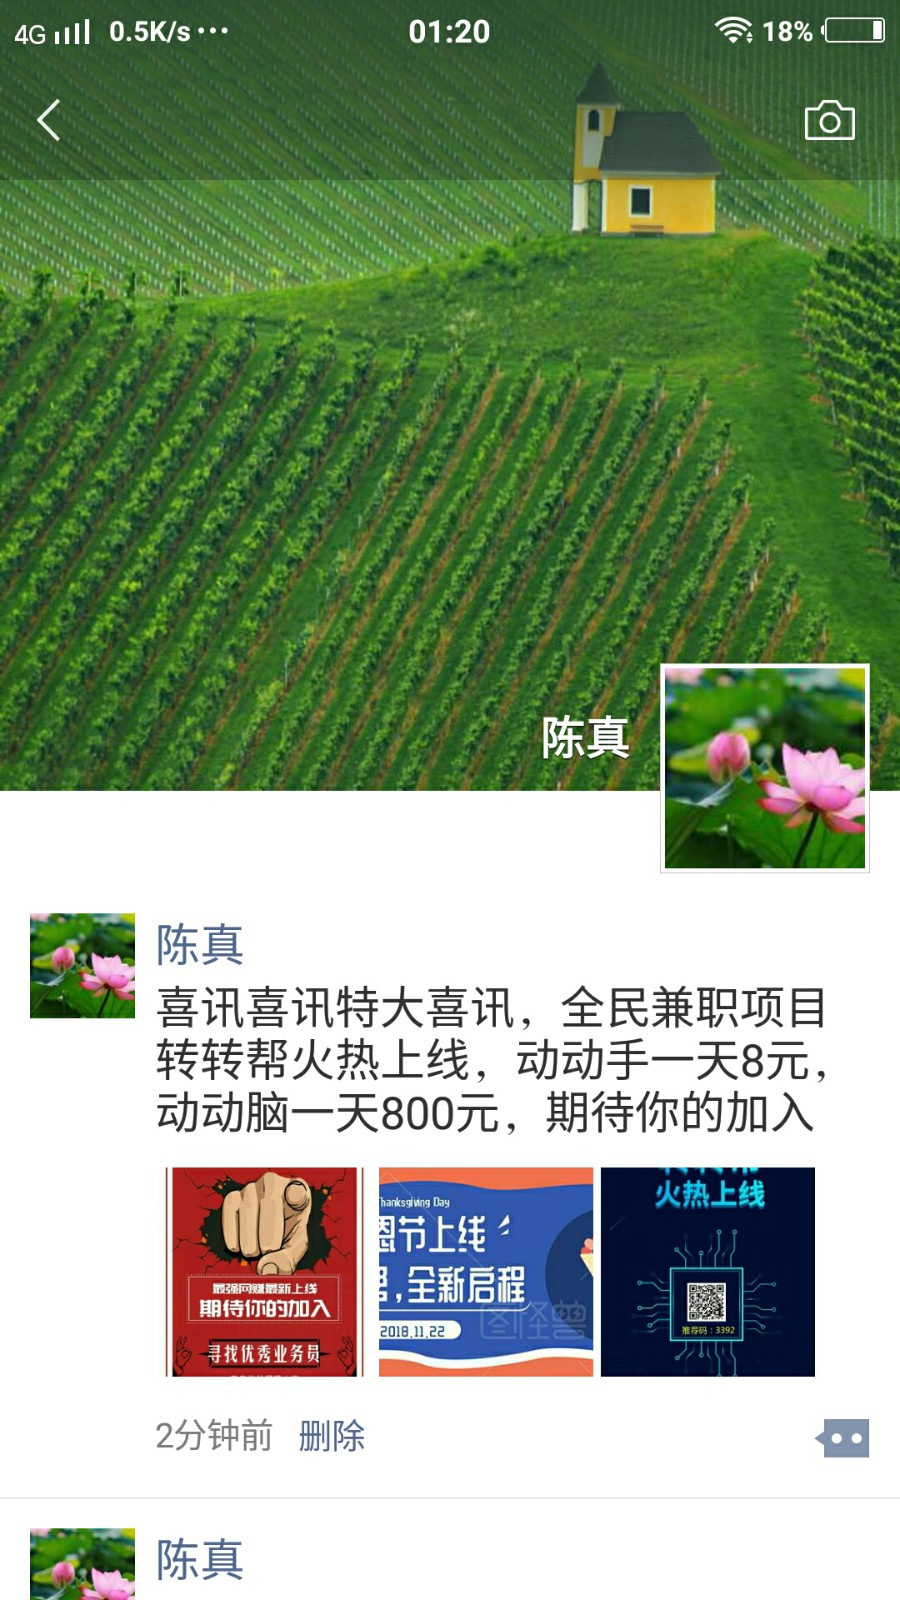 4G 0.5K/s··· 01:20 18%
陈真
陈真
喜讯喜讯特大喜讯，全民兼职项目
转转帮火热上线，动动手一天8元，
动动脑一天800元，期待你的加入
最强网赚最新上线
期待你的加入
寻找优秀业务员
Thanksgiving Day
恩节上线
,全新启程
2018.11.22
图怪兽
转转帮
火热上线
推荐码：3392
2分钟前 删除
陈真